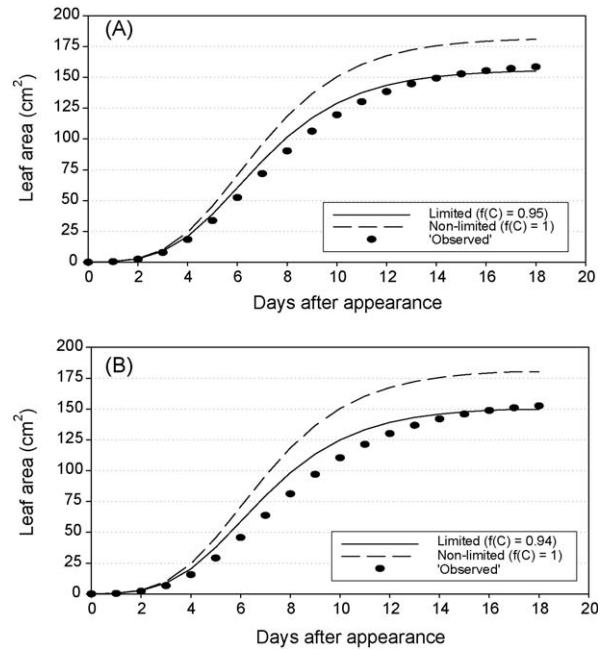 (A)
200
175
150
125
100
75
50
25
0
Leaf area (cm²)
Limited (f(C) = 0.95)
Non-limited (f(C) = 1)
'Observed'
0 2 4 6 8 10 12 14 16 18 20
Days after appearance
(B)
200
175
150
125
100
75
50
25
0
Leaf area (cm²)
Limited (f(C) = 0.94)
Non-limited (f(C) = 1)
'Observed'
0 2 4 6 8 10 12 14 16 18 20
Days after appearance